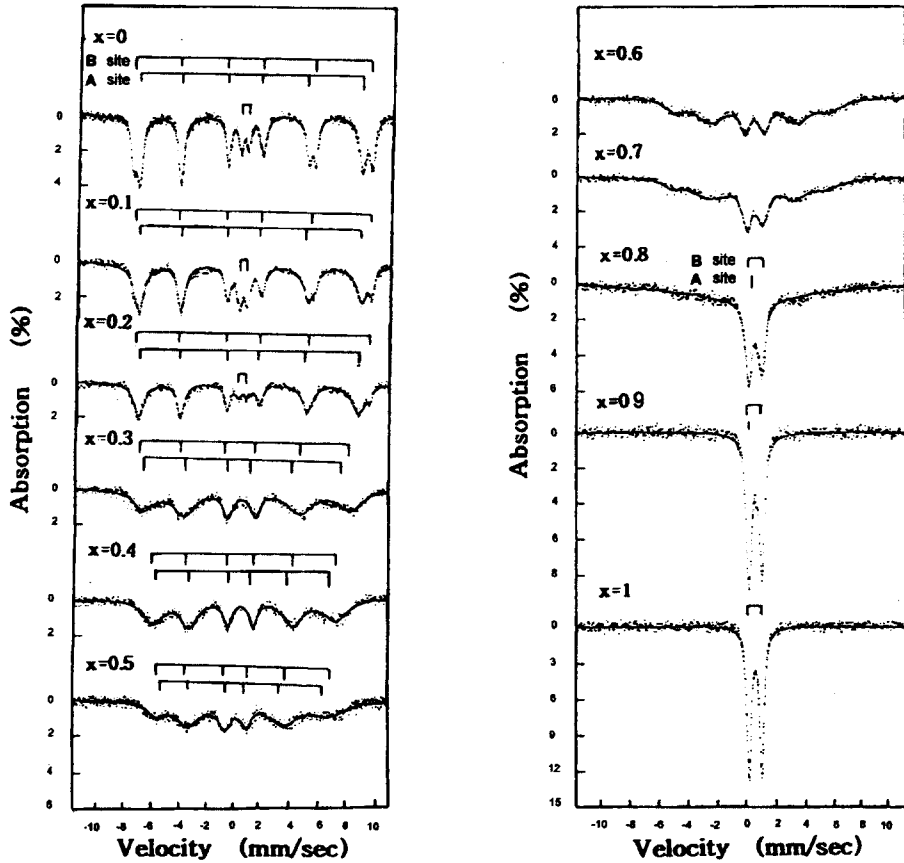 x=0
B site
A site
0
2
4
x=0.1
0
2
x=0.2
0
2
x=0.3
0
2
x=0.4
0
2
x=0.5
0
2
4
6
-10 -8 -6 -4 -2 0 2 4 6 8 10
Velocity (mm/sec)
Absorption (%)
x=0.6
0
2
x=0.7
0
2
4
B site
A site
x=0.8
0
2
4
6
x=0.9
0
2
4
6
8
x=1
0
3
6
9
12
15
-10 -8 -6 -4 -2 0 2 4 6 8 10
Velocity (mm/sec)
Absorption (%)